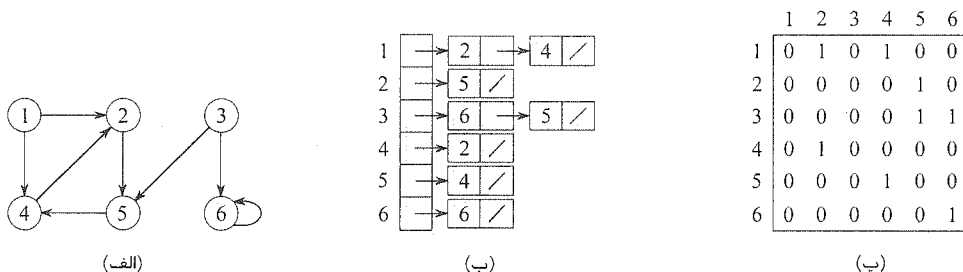 1 2 3
4 5 6
(الف)
1 2 4
2 5
3 6 5
4 2
5 4
6 6
(ب)
1 2 3 4 5 6
1 0 1 0 1 0 0
2 0 0 0 0 1 0
3 0 0 0 0 1 1
4 0 1 0 0 0 0
5 0 0 0 1 0 0
6 0 0 0 0 0 1
(پ)